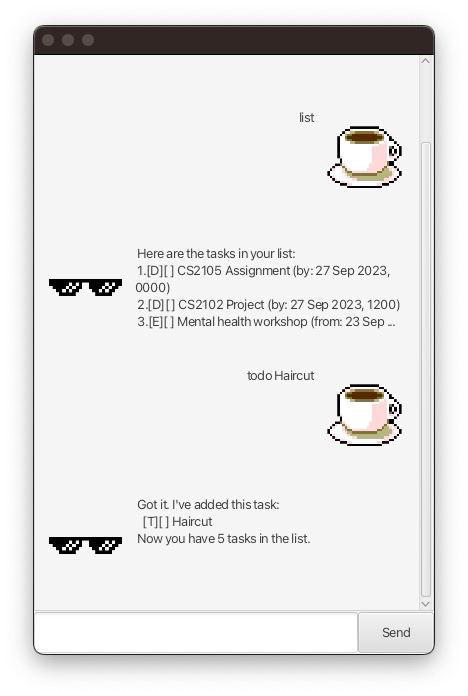 list
Here are the tasks in your list:
1.[D][ ] CS2105 Assignment (by: 27 Sep 2023,
0000)
2.[D][ ] CS2102 Project (by: 27 Sep 2023, 1200)
3.[E][ ] Mental health workshop (from: 23 Sep ...
todo Haircut
Got it. I've added this task:
[T][ ] Haircut
Now you have 5 tasks in the list.
Send